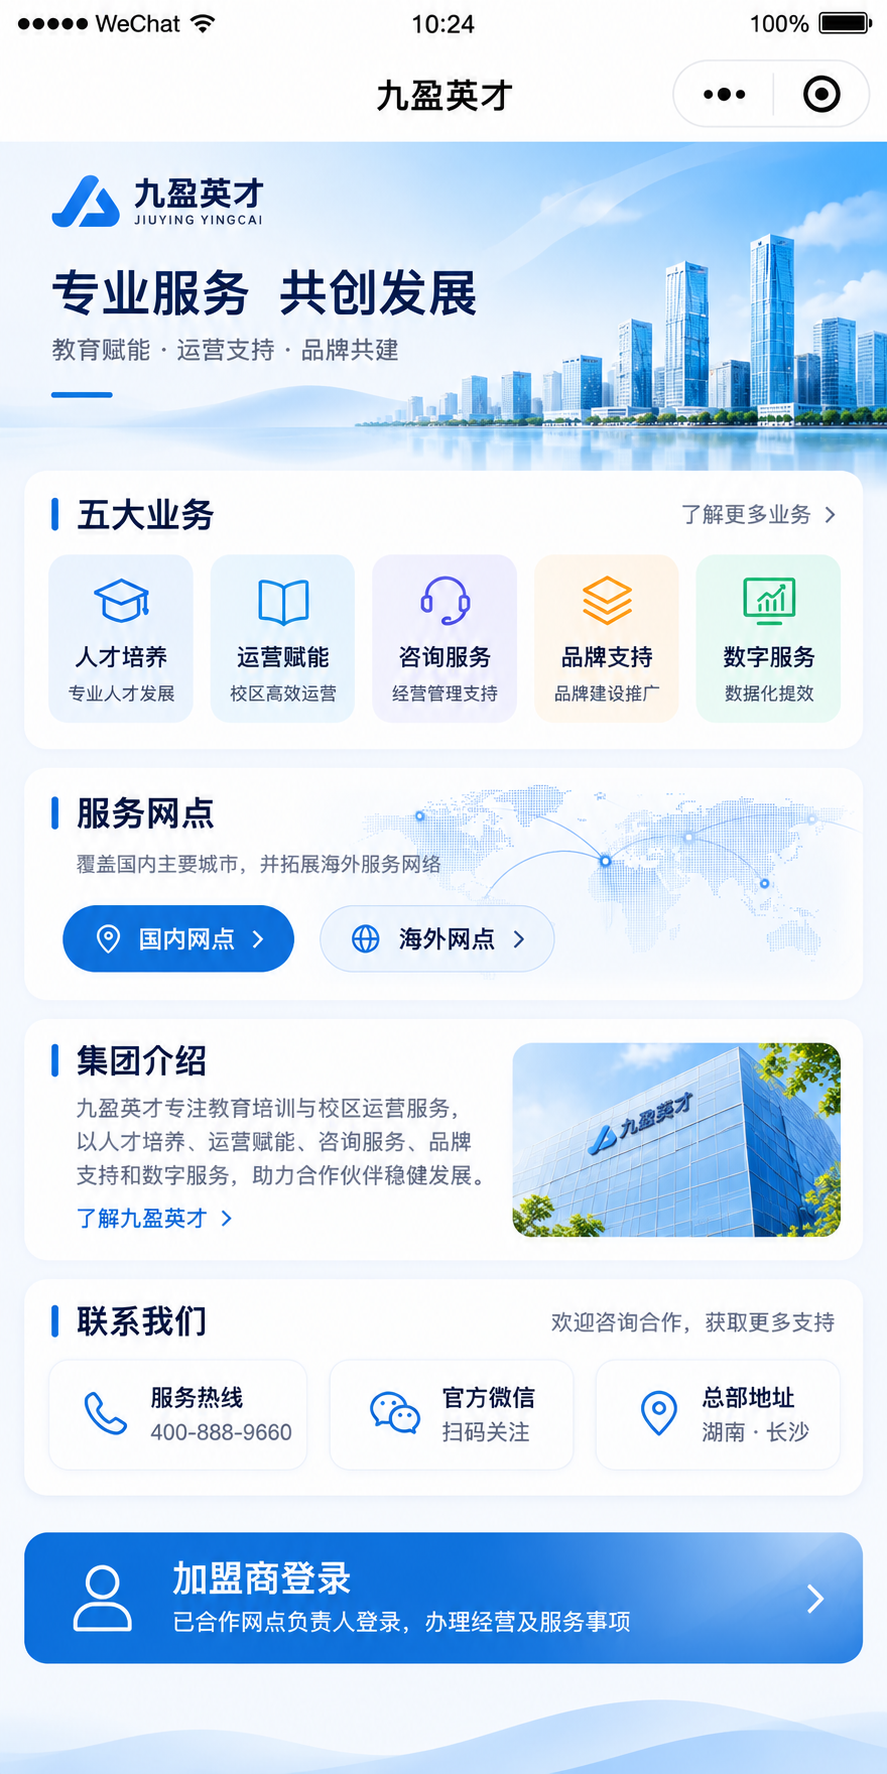 WeChat 10:24 100%
九盈英才
九盈英才
JIUYING YINGCAI
专业服务 共创发展
教育赋能 · 运营支持 · 品牌共建
五大业务 了解更多业务
人才培养 运营赋能 咨询服务 品牌支持 数字服务
专业人才发展 校区高效运营 经营管理支持 品牌建设推广 数据化提效
服务网点
覆盖国内主要城市，并拓展海外服务网络
国内网点 海外网点
集团介绍
九盈英才专注教育培训与校区运营服务，
以人才培养、运营赋能、咨询服务、品牌
支持和数字服务，助力合作伙伴稳健发展。
了解九盈英才
九盈英才
联系我们 欢迎咨询合作，获取更多支持
服务热线 官方微信 总部地址
400-888-9660 扫码关注 湖南 · 长沙
加盟商登录
已合作网点负责人登录，办理经营及服务事项